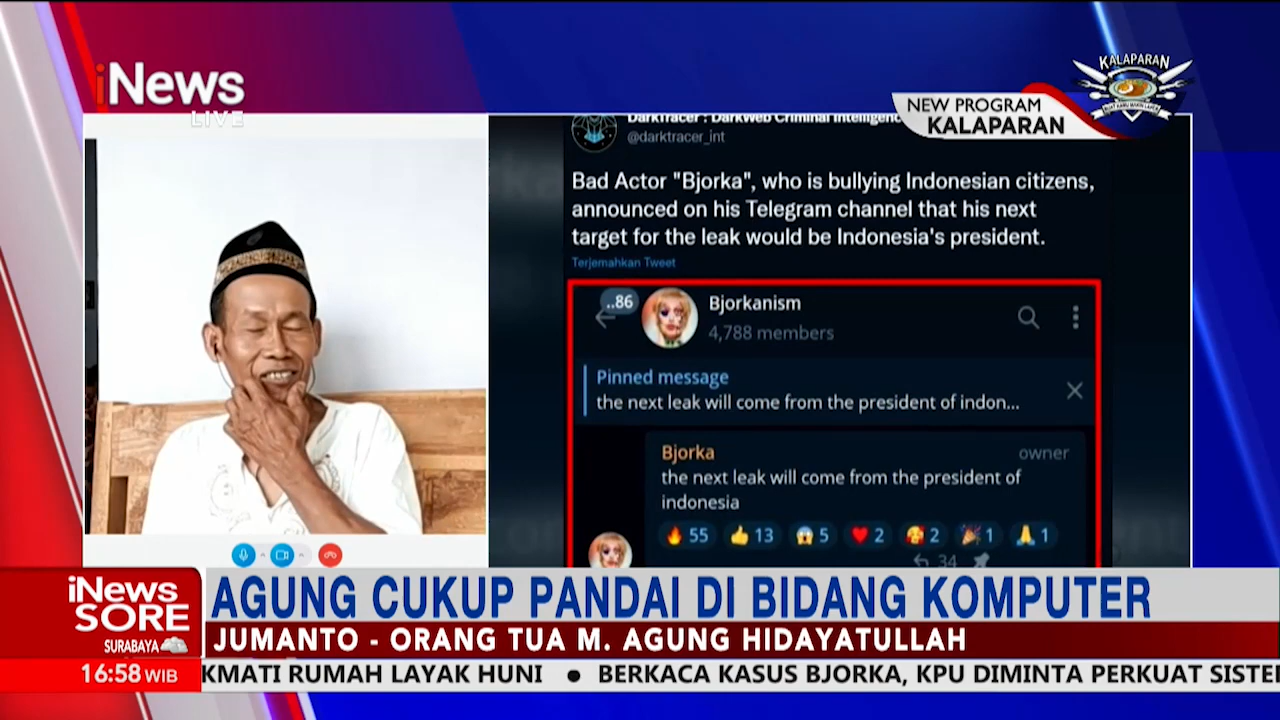 iNews
LIVE
KALAPARAN
NEW PROGRAM
KALAPARAN
DarkTracer : DarkWeb Criminal Intelligenc
@darktracer_int
Bad Actor "Bjorka", who is bullying Indonesian citizens,
announced on his Telegram channel that his next
target for the leak would be Indonesia's president.
Terjemahkan Tweet
..86
Bjorkanism
4,788 members
Pinned message
the next leak will come from the president of indon...
Bjorka
owner
the next leak will come from the president of
indonesia
55 13 5 2 2 1 1
34
iNews
SORE
AGUNG CUKUP PANDAI DI BIDANG KOMPUTER
JUMANTO - ORANG TUA M. AGUNG HIDAYATULLAH
SURABAYA
16:58 WIB
KMATI RUMAH LAYAK HUNI • BERKACA KASUS BJORKA, KPU DIMINTA PERKUAT SISTE